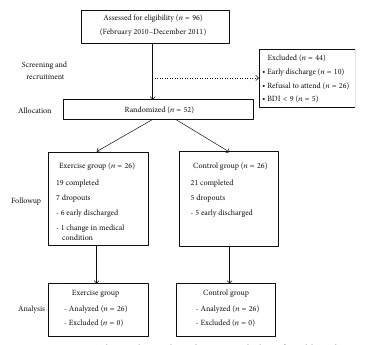 Assessed for eligibility (n = 96)
(February 2010–December 2011)
Screening and
recruitment
Excluded (n = 44)
• Early discharge (n = 10)
• Refusal to attend (n = 26)
• BDI < 9 (n = 5)
Allocation
Randomized (n = 52)
Exercise group (n = 26)
19 completed
7 dropouts
- 6 early discharged
- 1 change in medical
condition
Control group (n = 26)
21 completed
5 dropouts
- 5 early discharged
Followup
Analysis
Exercise group
- Analyzed (n = 26)
- Excluded (n = 0)
Control group
- Analyzed (n = 26)
- Excluded (n = 0)